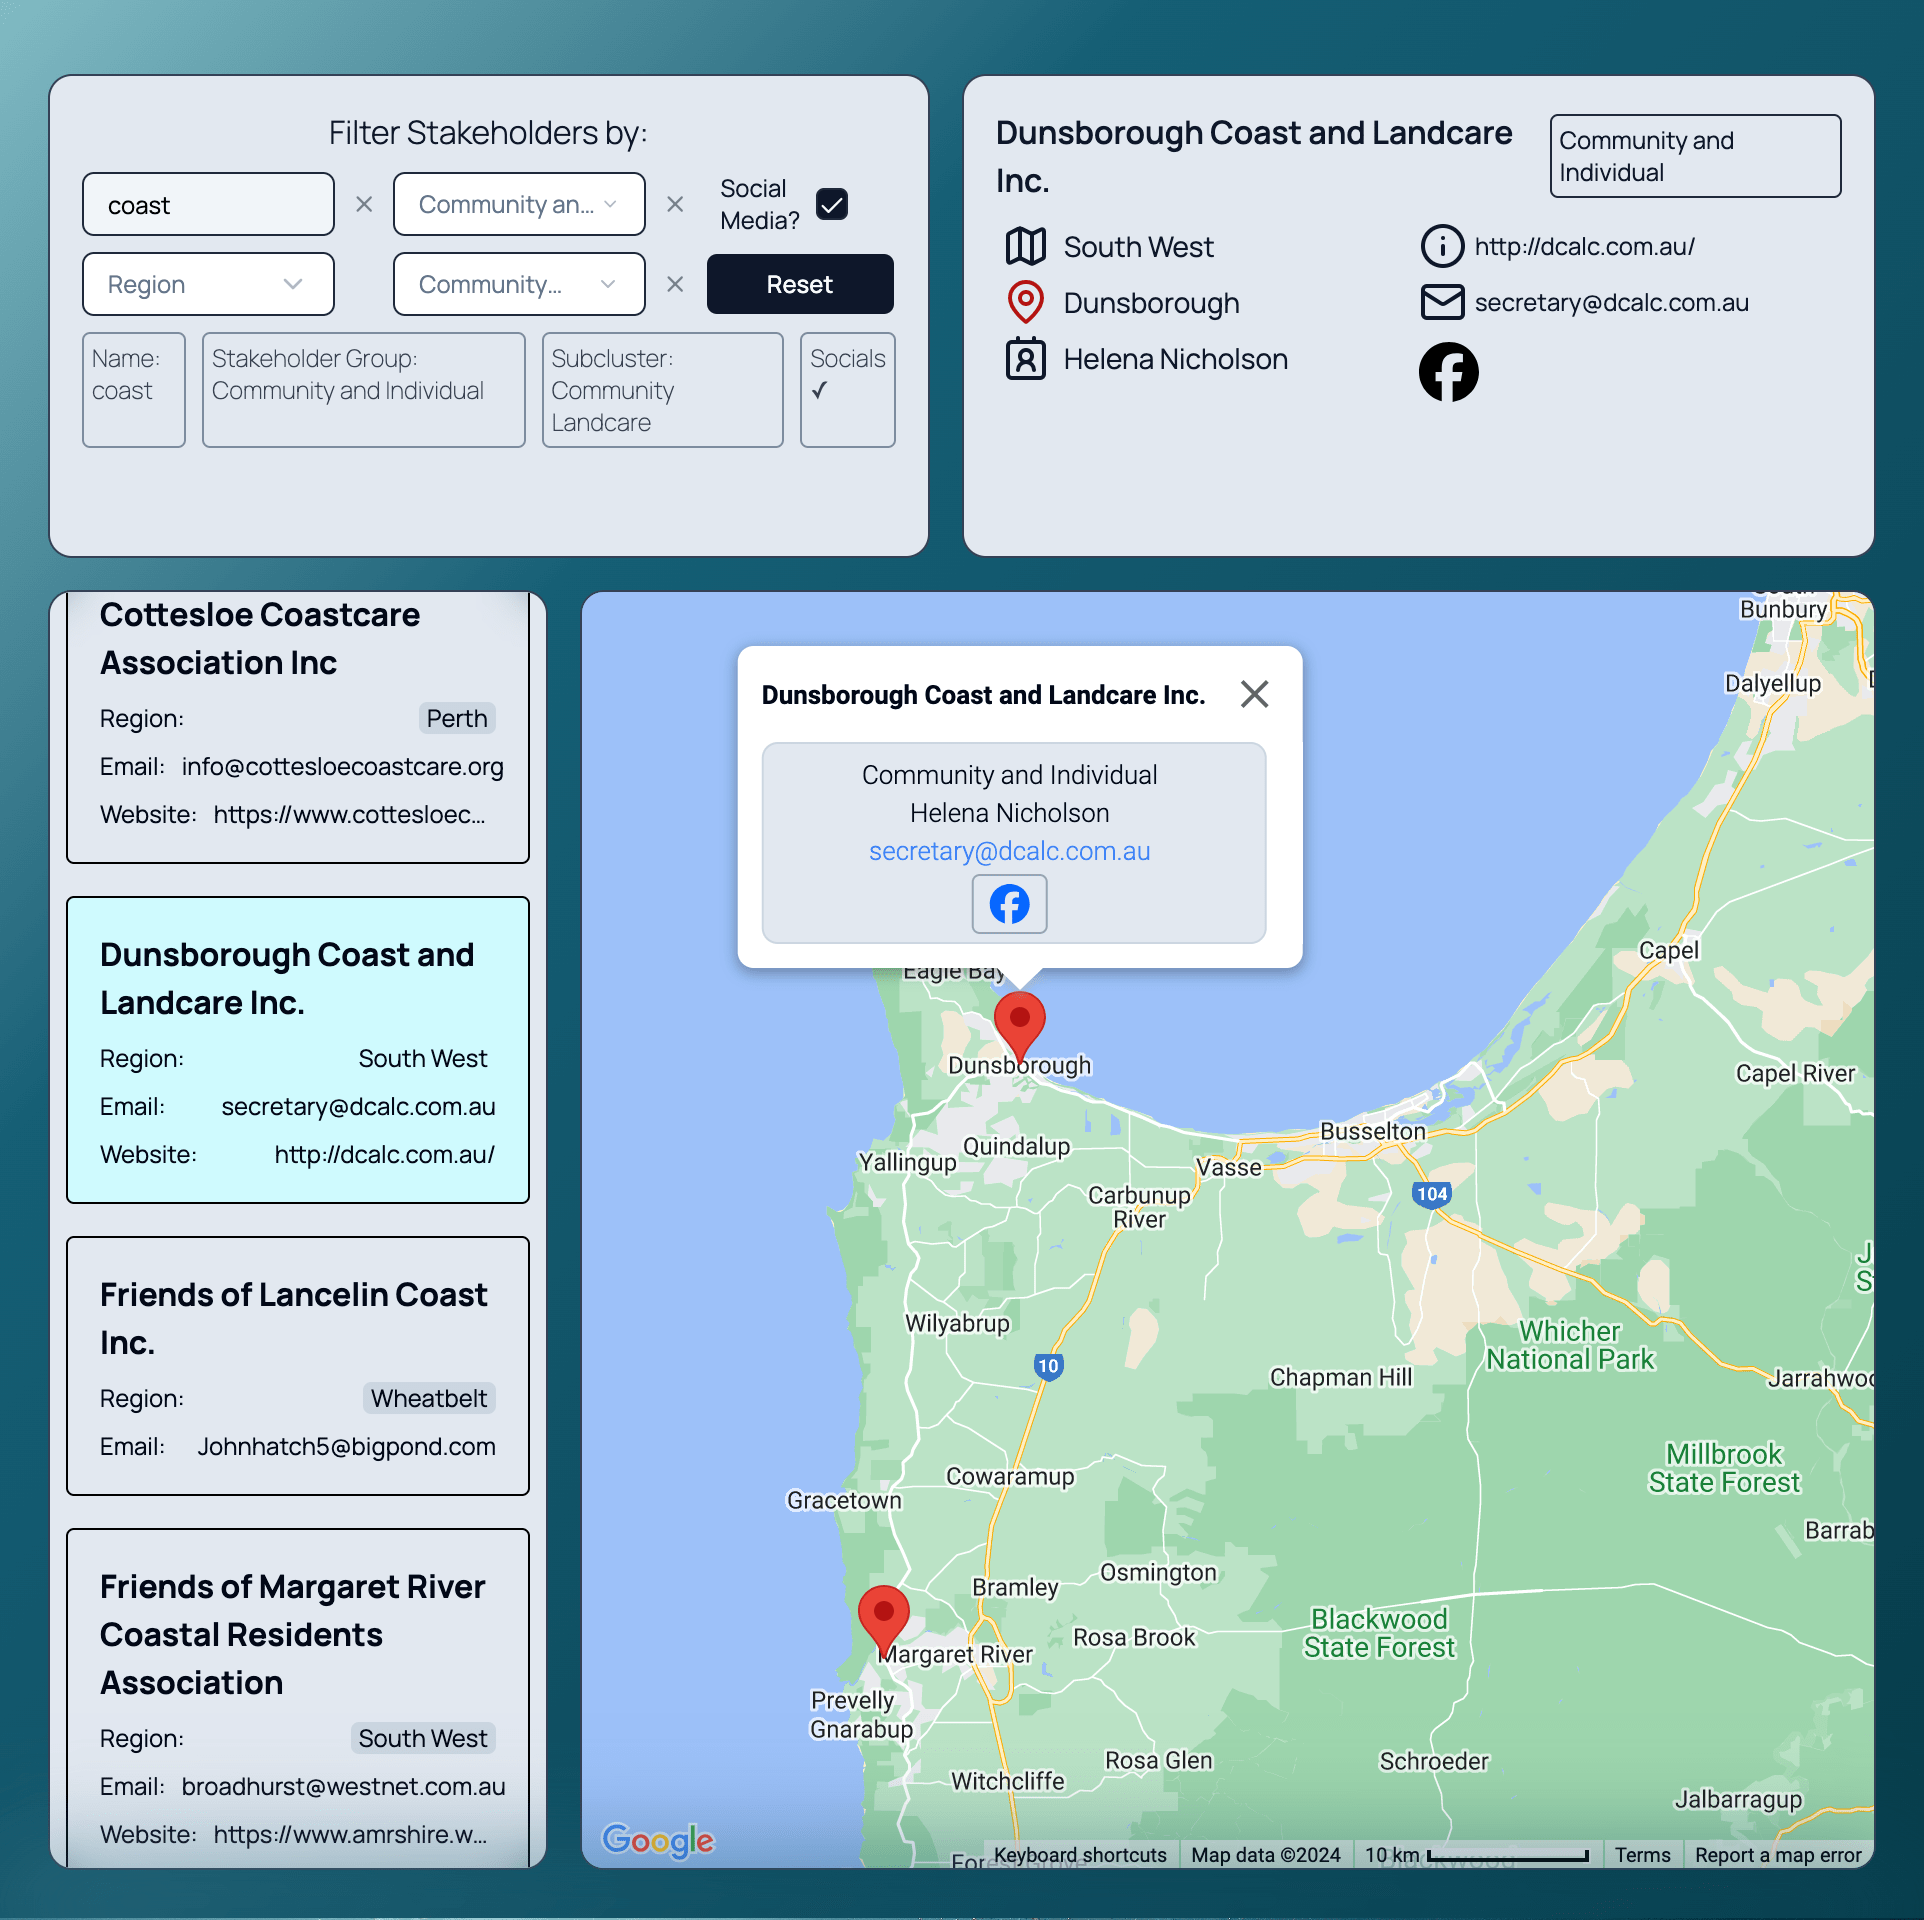 Filter Stakeholders by:
coast
Community an...
Social
Media?
Region
Community...
Reset
Name:
coast
Stakeholder Group:
Community and Individual
Subcluster:
Community
Landcare
Socials
✓
Dunsborough Coast and Landcare
Inc.
Community and
Individual
South West
http://dcalc.com.au/
Dunsborough
secretary@dcalc.com.au
Helena Nicholson
Cottesloe Coastcare
Association Inc
Region: Perth
Email: info@cottesloecoastcare.org
Website: https://www.cottesloec...
Dunsborough Coast and
Landcare Inc.
Region: South West
Email: secretary@dcalc.com.au
Website: http://dcalc.com.au/
Friends of Lancelin Coast
Inc.
Region: Wheatbelt
Email: Johnhatch5@bigpond.com
Friends of Margaret River
Coastal Residents
Association
Region: South West
Email: broadhurst@westnet.com.au
Website: https://www.amrshire.w...
Bunbury
Dalyellup
Dunsborough Coast and Landcare Inc.
Community and Individual
Helena Nicholson
secretary@dcalc.com.au
Eagle Bay
Capel
Dunsborough
Capel River
Busselton
Quindalup
Yallingup
Vasse
Carbunup
River
104
Wilyabrup
Whicher
National Park
10
Chapman Hill
Jarrahwoo
Millbrook
State Forest
Cowaramup
Gracetown
Barrab
Osmington
Bramley
Blackwood
State Forest
Rosa Brook
Margaret River
Prevelly
Gnarabup
Rosa Glen
Schroeder
Witchcliffe
Jalbarragup
Google
Keyboard shortcuts
Map data ©2024
10 km
Terms
Report a map error